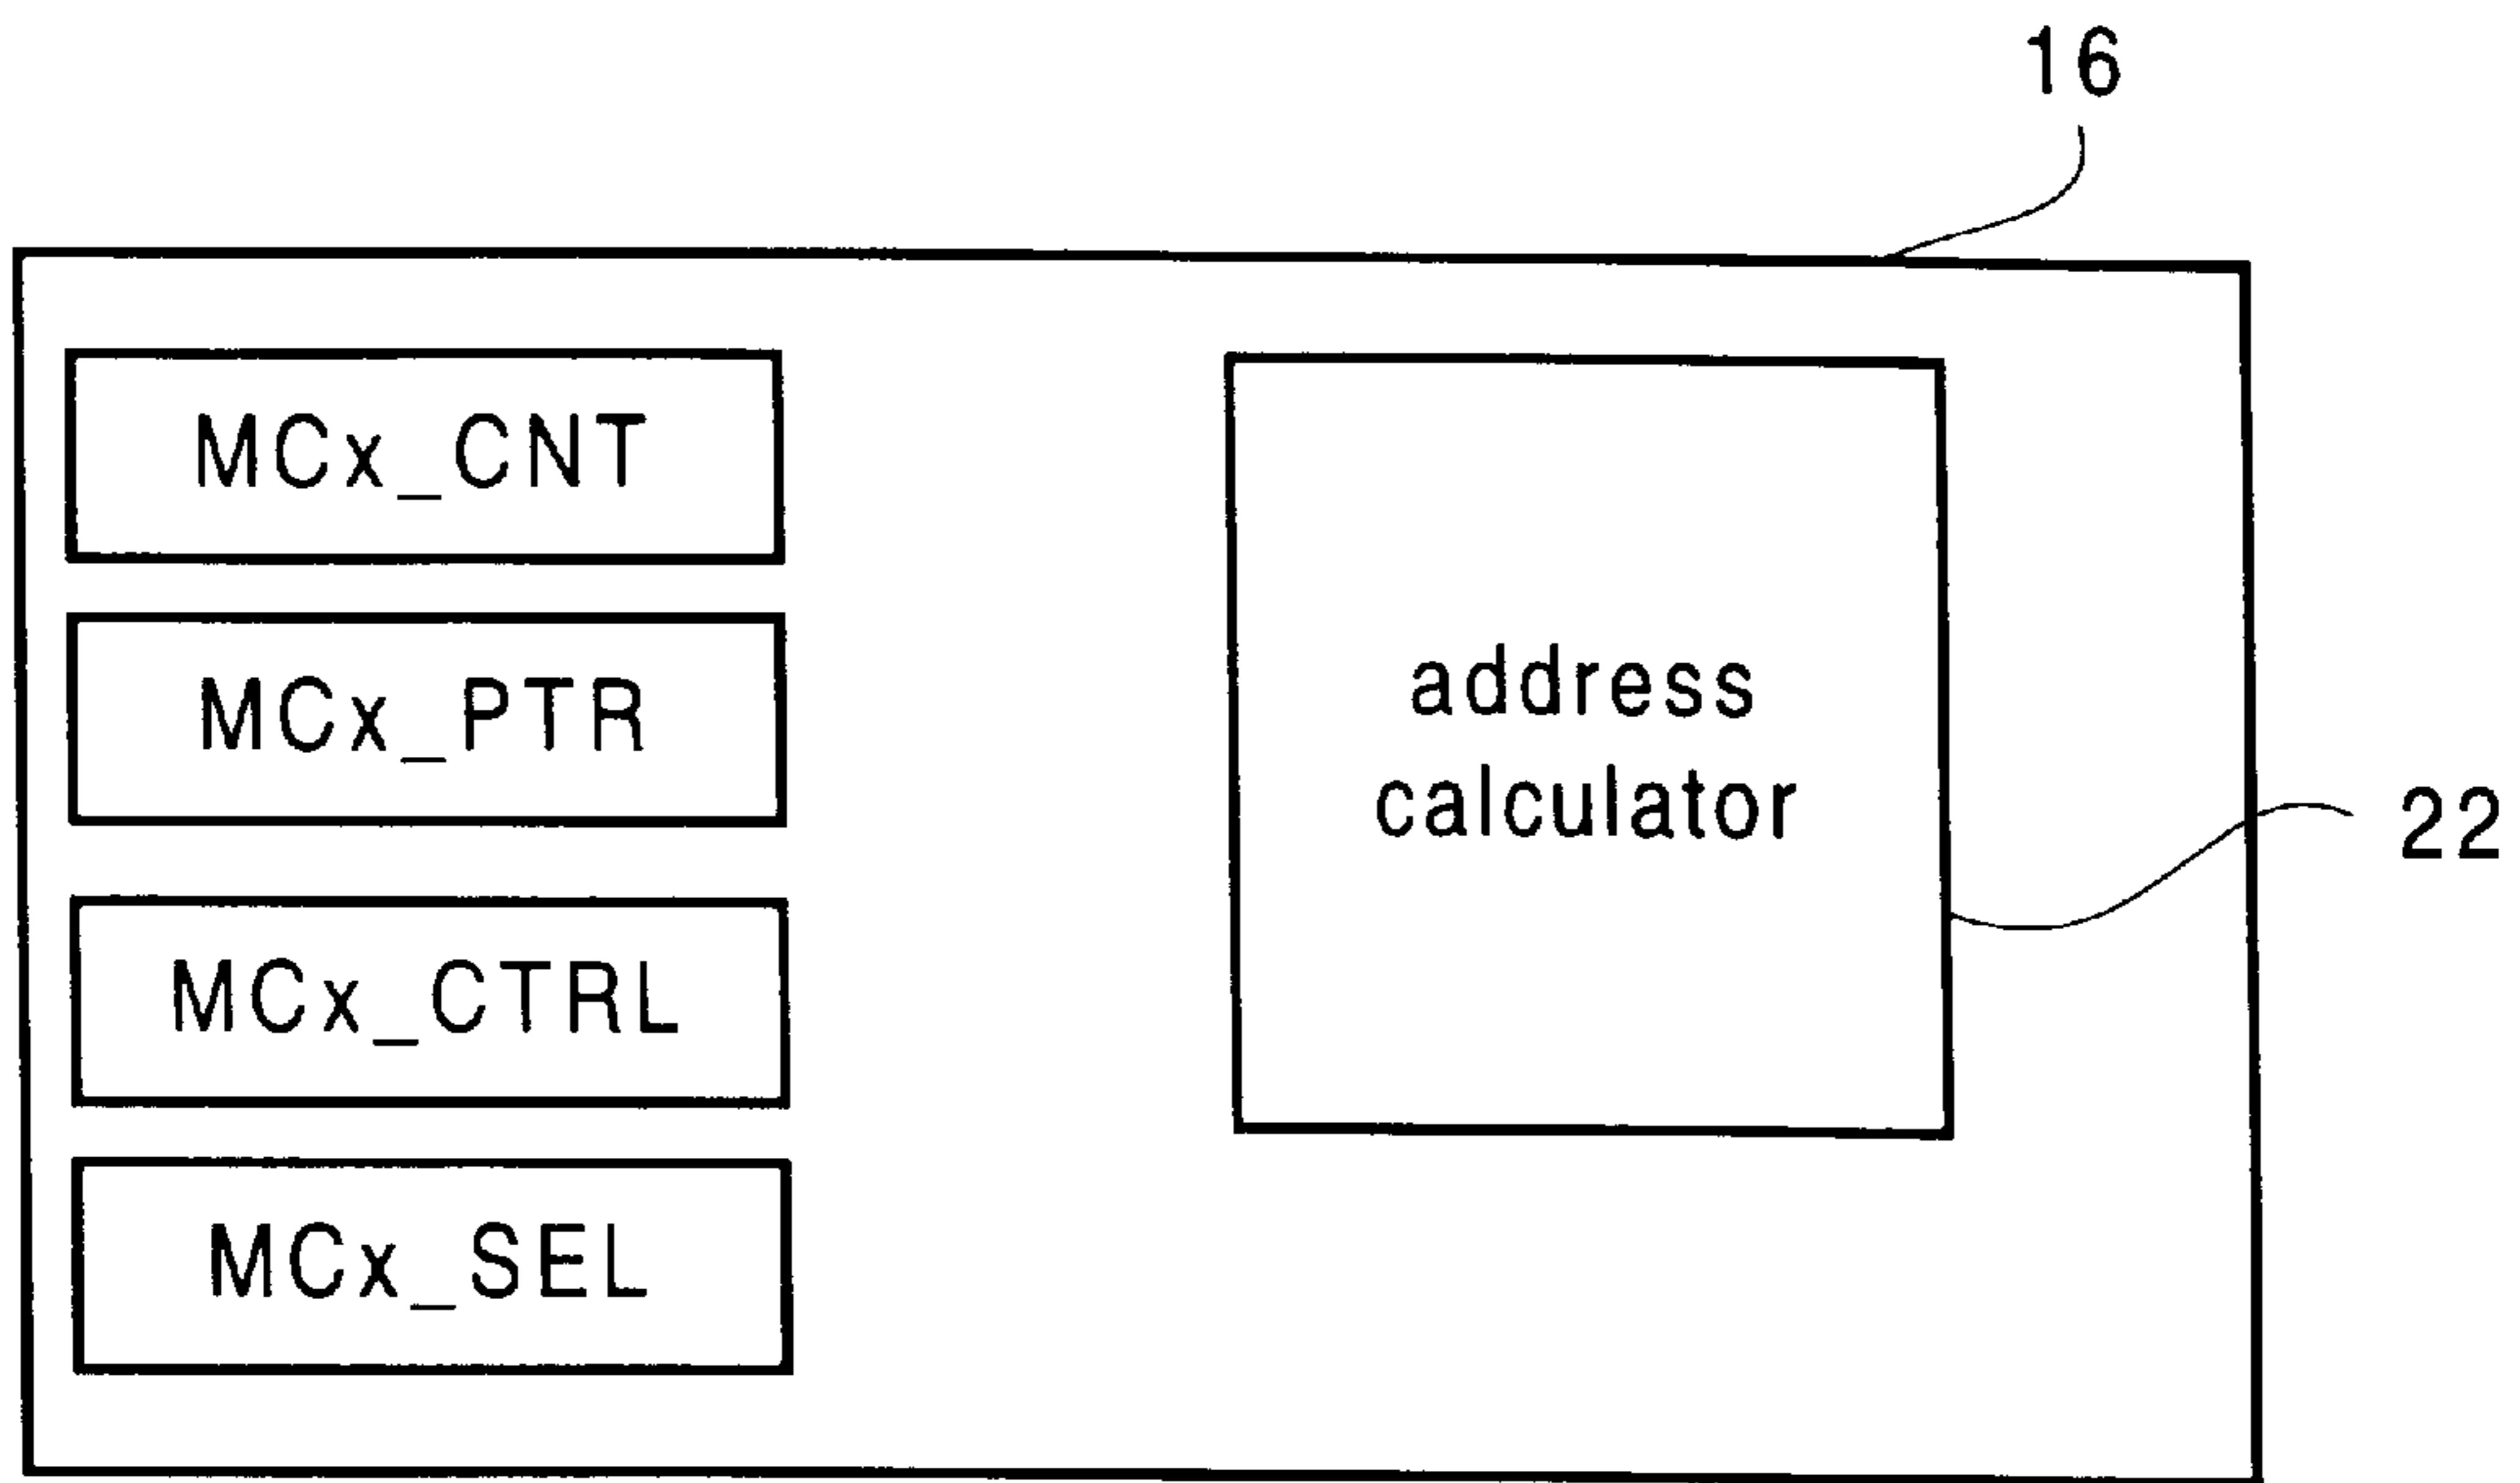 16
MCx_CNT
MCx_PTR
MCx_CTRL
MCx_SEL
address
calculator
22